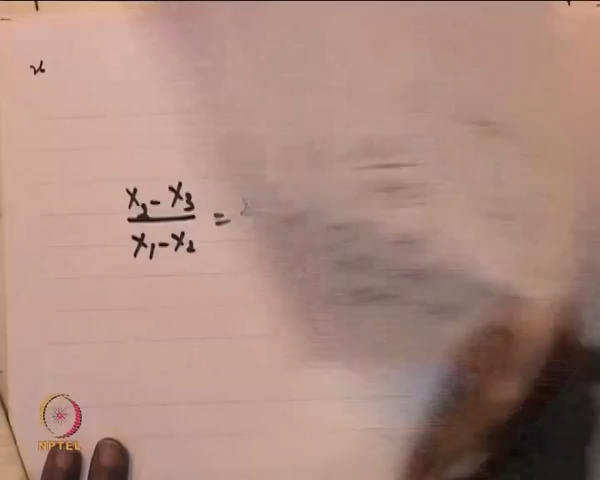 X₂ - X₃
X₁ - X₂ =
NPTEL